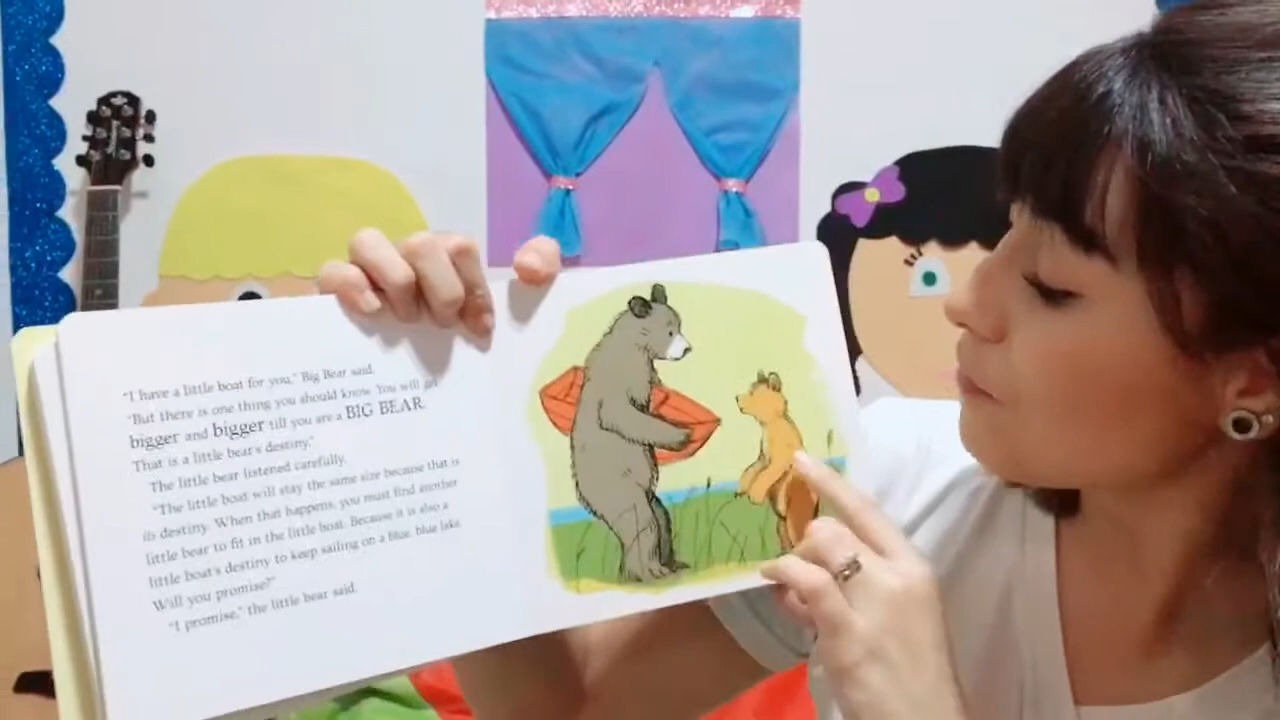 "I have a little boat for you," Big Bear said.
"But there is one thing you should know. You will get
bigger and bigger till you are a BIG BEAR.
That is a little bear's destiny."
The little bear listened carefully.
"The little boat will stay the same size because that is
its destiny. When that happens, you must find another
little bear to fit in the little boat. Because it is also a
little boat's destiny to keep sailing on a blue, blue lake.
Will you promise?"
"I promise," the little bear said.